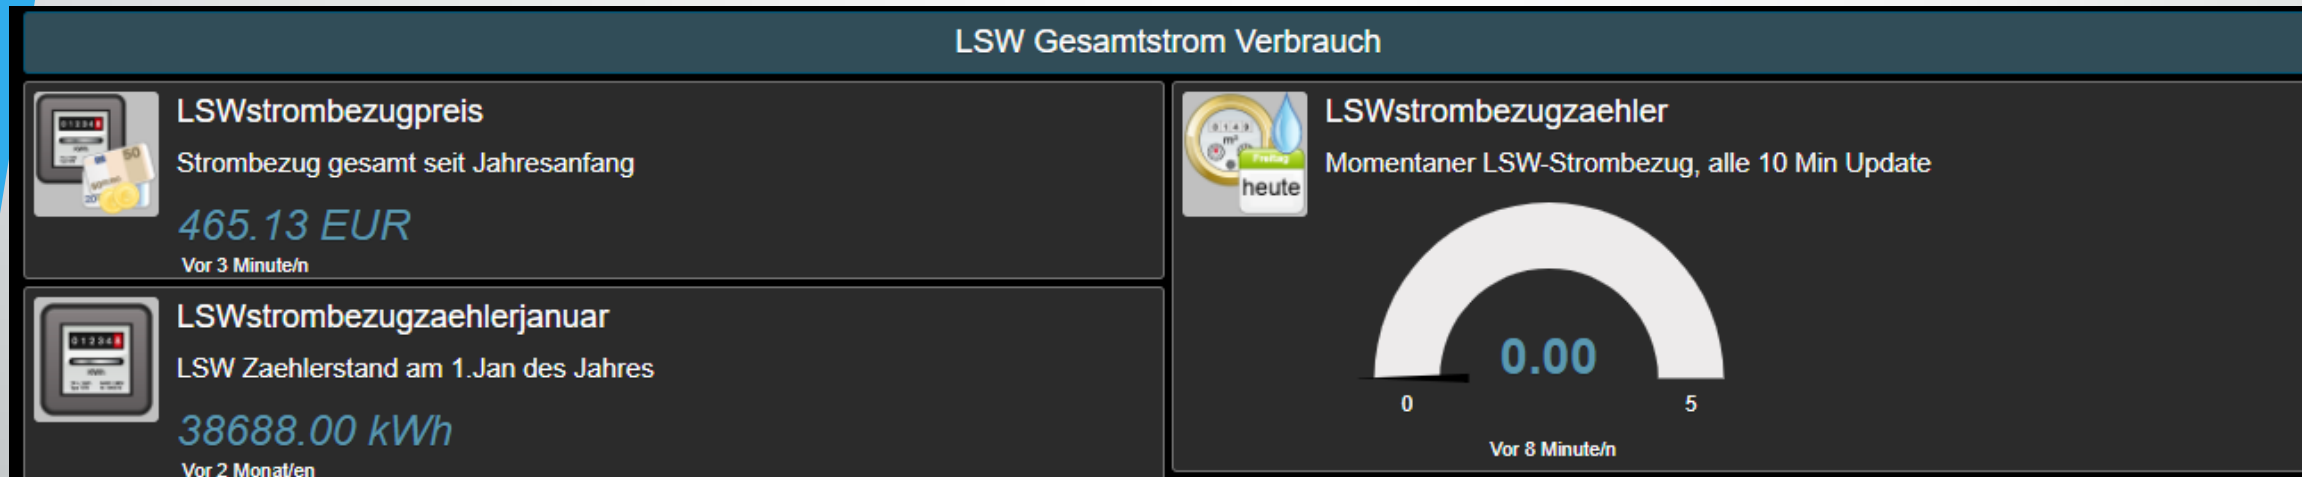 LSW Gesamtstrom Verbrauch
LSWstrombezugpreis
Strombezug gesamt seit Jahresanfang
465.13 EUR
Vor 3 Minute/n
LSWstrombezugzaehlerjanuar
LSW Zaehlerstand am 1.Jan des Jahres
38688.00 kWh
Vor 2 Monat/en
LSWstrombezugzaehler
Momentaner LSW-Strombezug, alle 10 Min Update
Freitag
heute
0.00
0 5
Vor 8 Minute/n